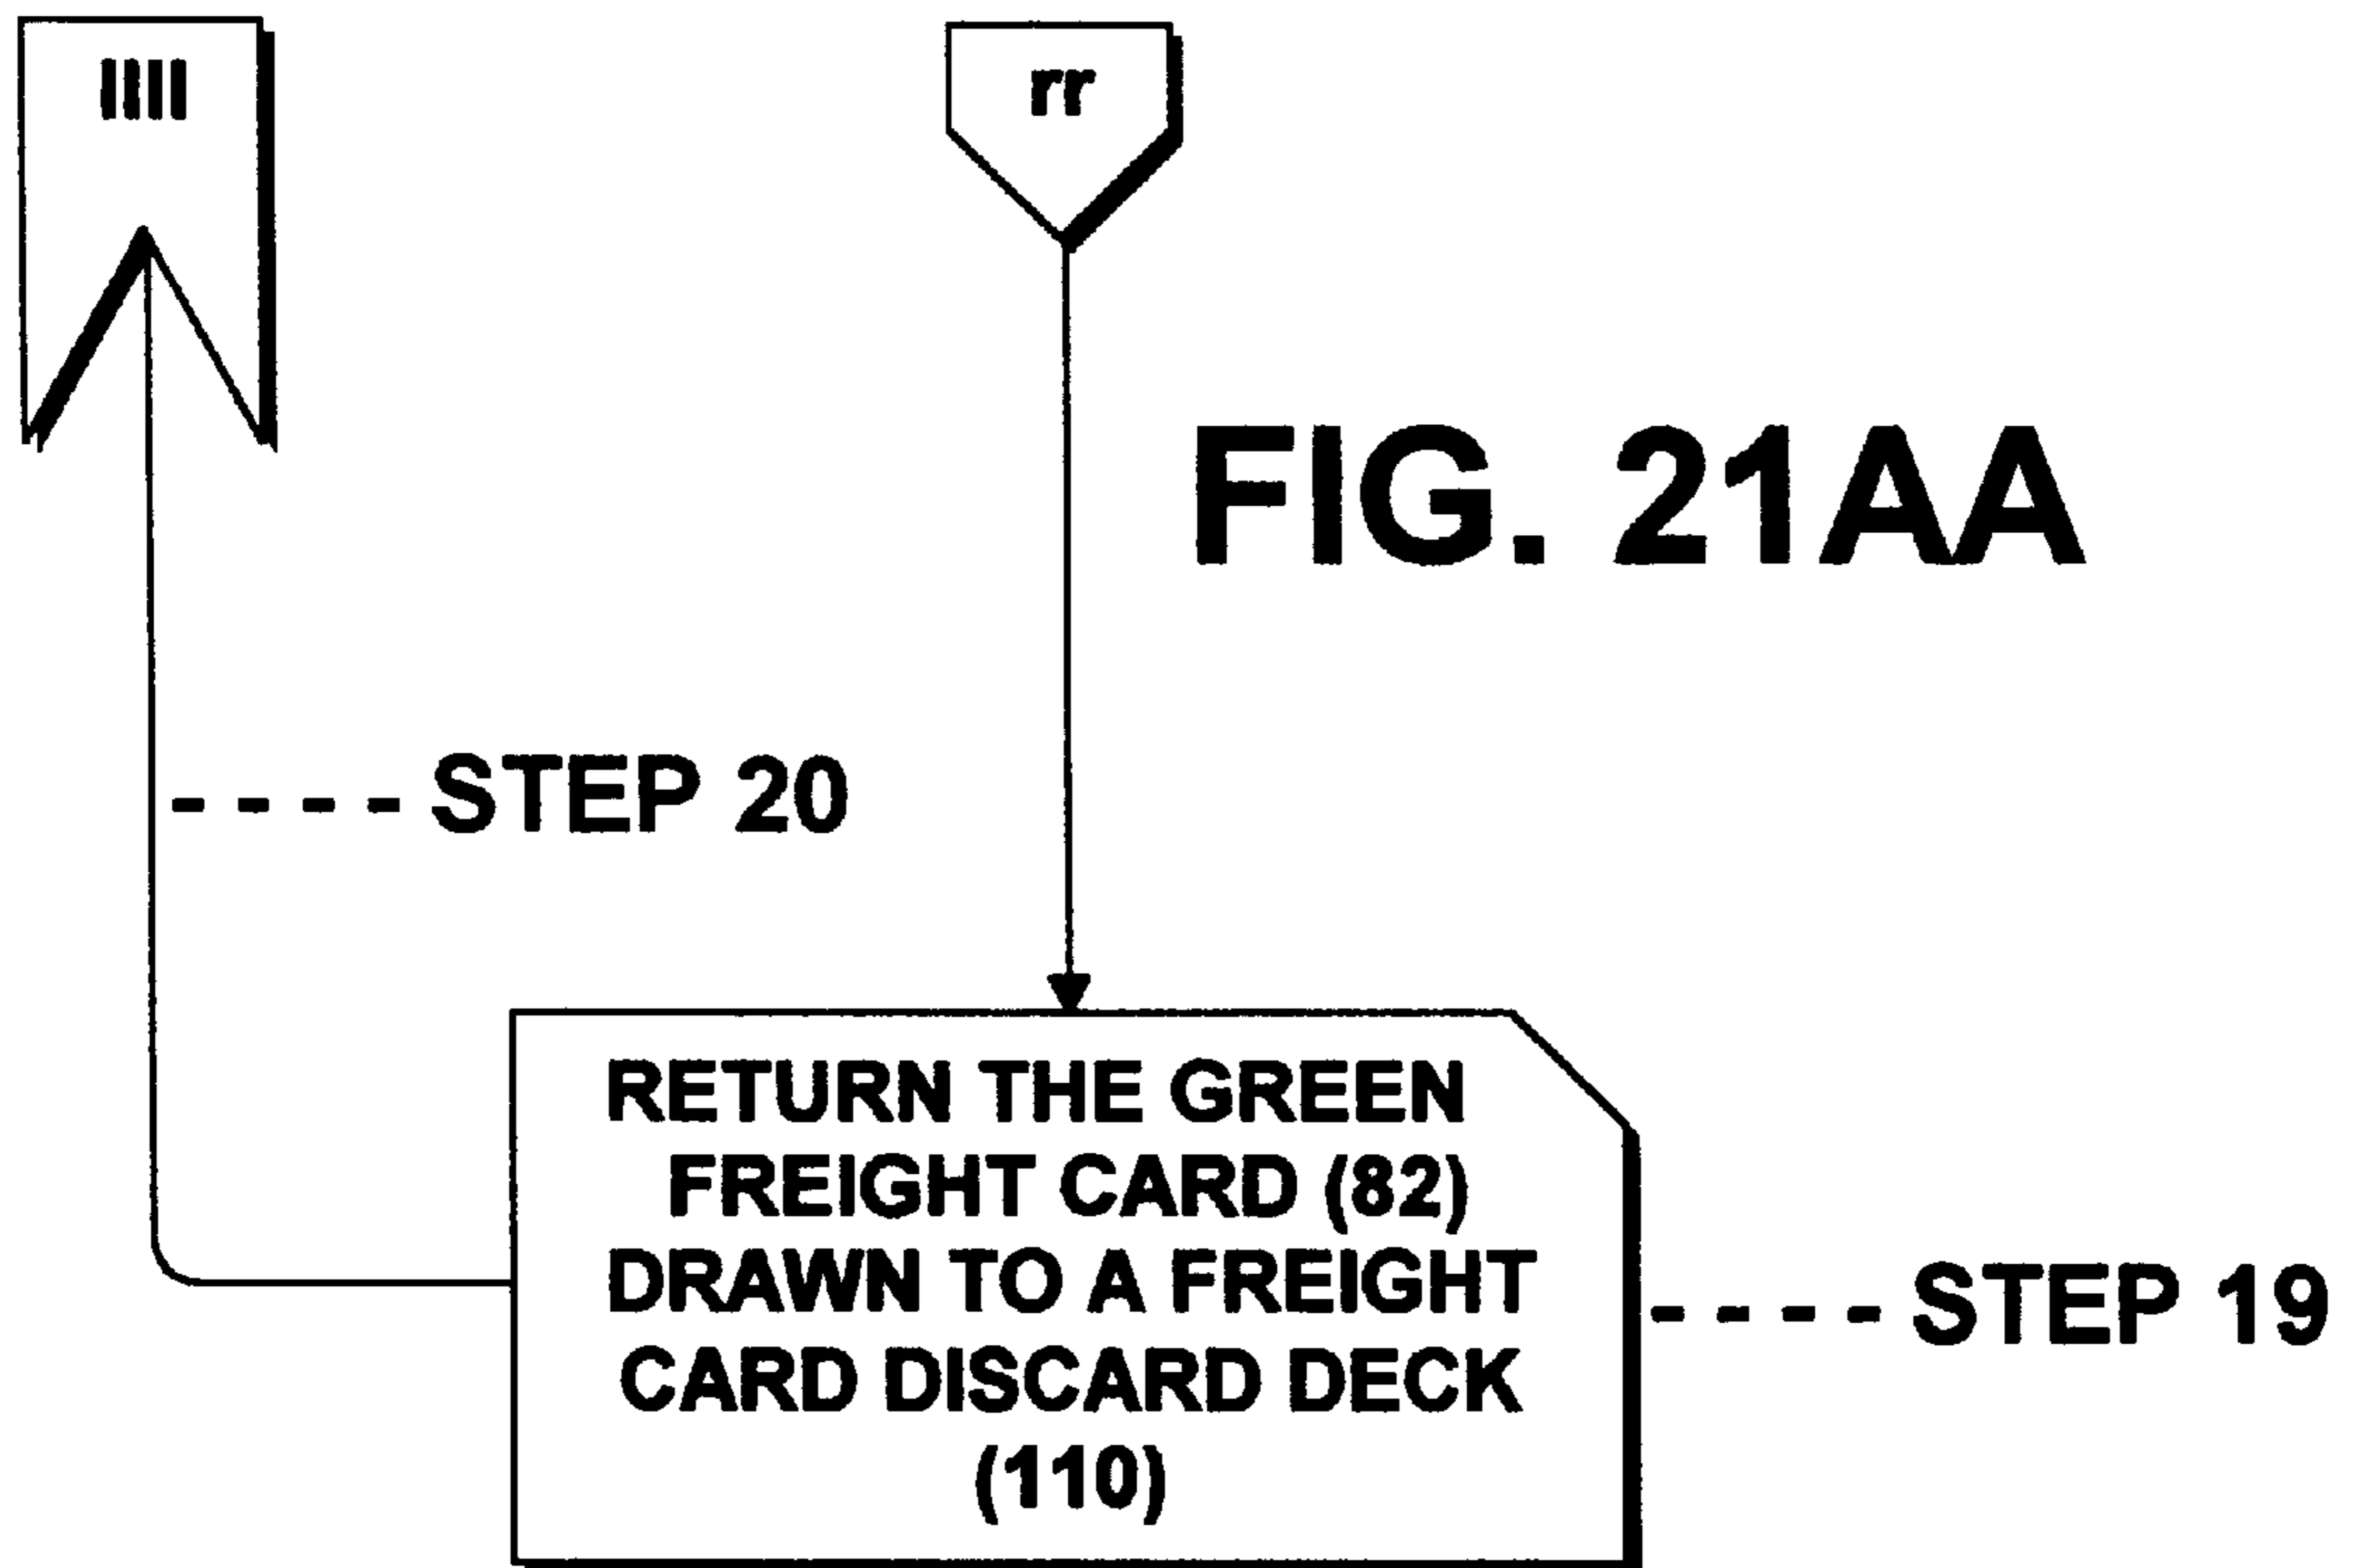 llll
rr
FIG. 21AA
- - - - STEP 20
RETURN THE GREEN
FREIGHT CARD (82)
DRAWN TO A FREIGHT
CARD DISCARD DECK
(110)
- - - - STEP 19